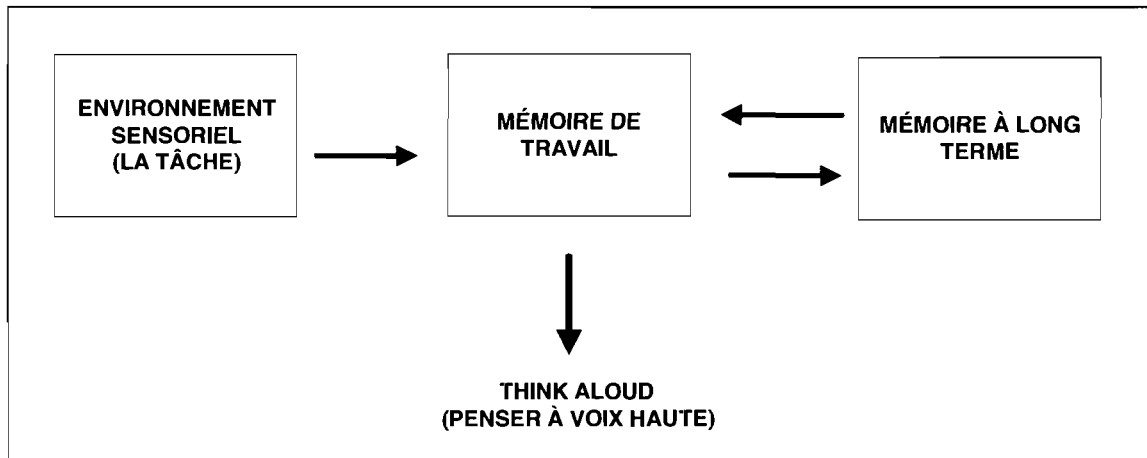 ENVIRONNEMENT
SENSORIEL
(LA TÂCHE)
MÉMOIRE DE
TRAVAIL
MÉMOIRE À LONG
TERME
THINK ALOUD
(PENSER À VOIX HAUTE)